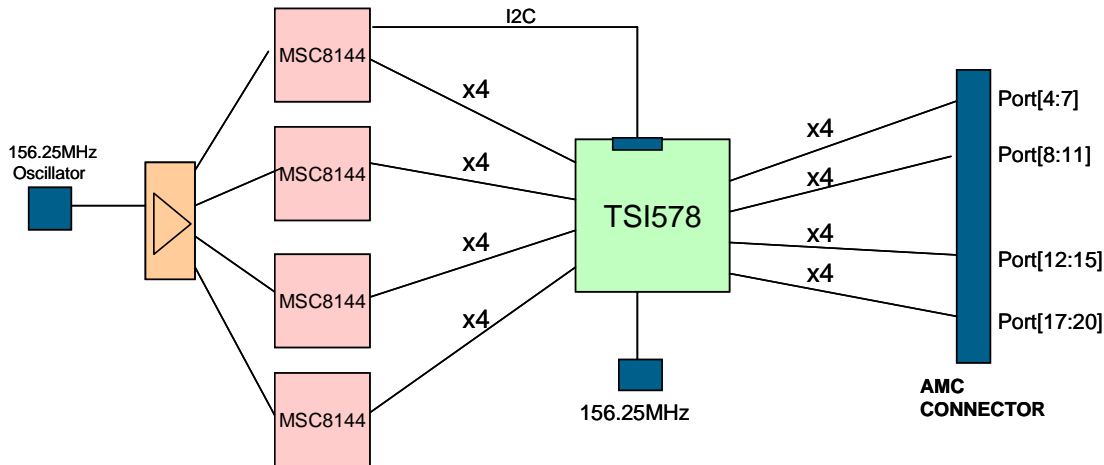 I2C
MSC8144
x4
Port[4:7]
x4
Port[8:11]
156.25MHz
Oscillator
MSC8144
x4
x4
TSI578
x4
Port[12:15]
MSC8144
x4
x4
Port[17:20]
x4
MSC8144
156.25MHz
AMC
CONNECTOR